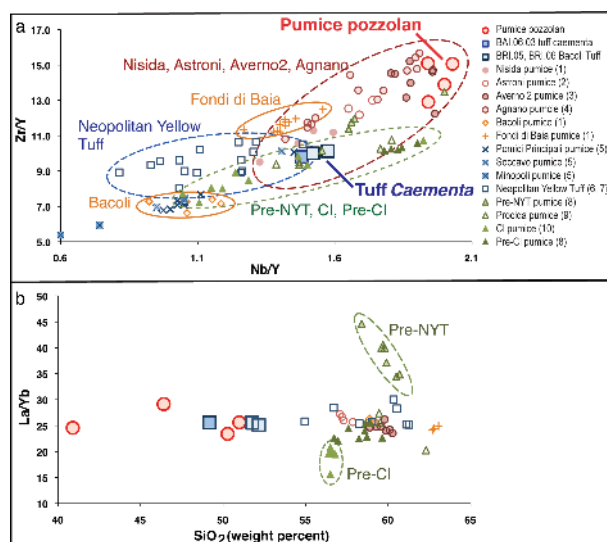 a
17.0
15.0
13.0
11.0
9.0
7.0
5.0
Zr/Y
0.6
1.1
1.6
2.1
Nb/Y
Pumice pozzolan
Nisida, Astroni, Averno2, Agnano
Fondi di Baia
Neopolitan Yellow
Tuff
Bacoli
Tuff Caementa
Pre-NYT, CI, Pre-CI
Pumice pozzolan
BAI.06.03 tuff caementa
BRI.05, BRI.06 Bacoli Tuff
Nisida pumice (1)
Astroni pumice (2)
Averno 2 pumice (3)
Agnano pumice (4)
Bacoli pumice (1)
Fondi di Baia pumice (1)
Pomici Principali pumice (5)
Soccavo pumice (5)
Minopoli pumice (5)
Neopolitan Yellow Tuff (6, 7)
Pre-NYT pumice (8)
Procida pumice (9)
CI pumice (10)
Pre-CI pumice (8)
b
50
45
40
35
30
25
20
15
10
La/Yb
40
45
50
55
60
65
SiO2 (weight percent)
Pre-NYT
Pre-CI